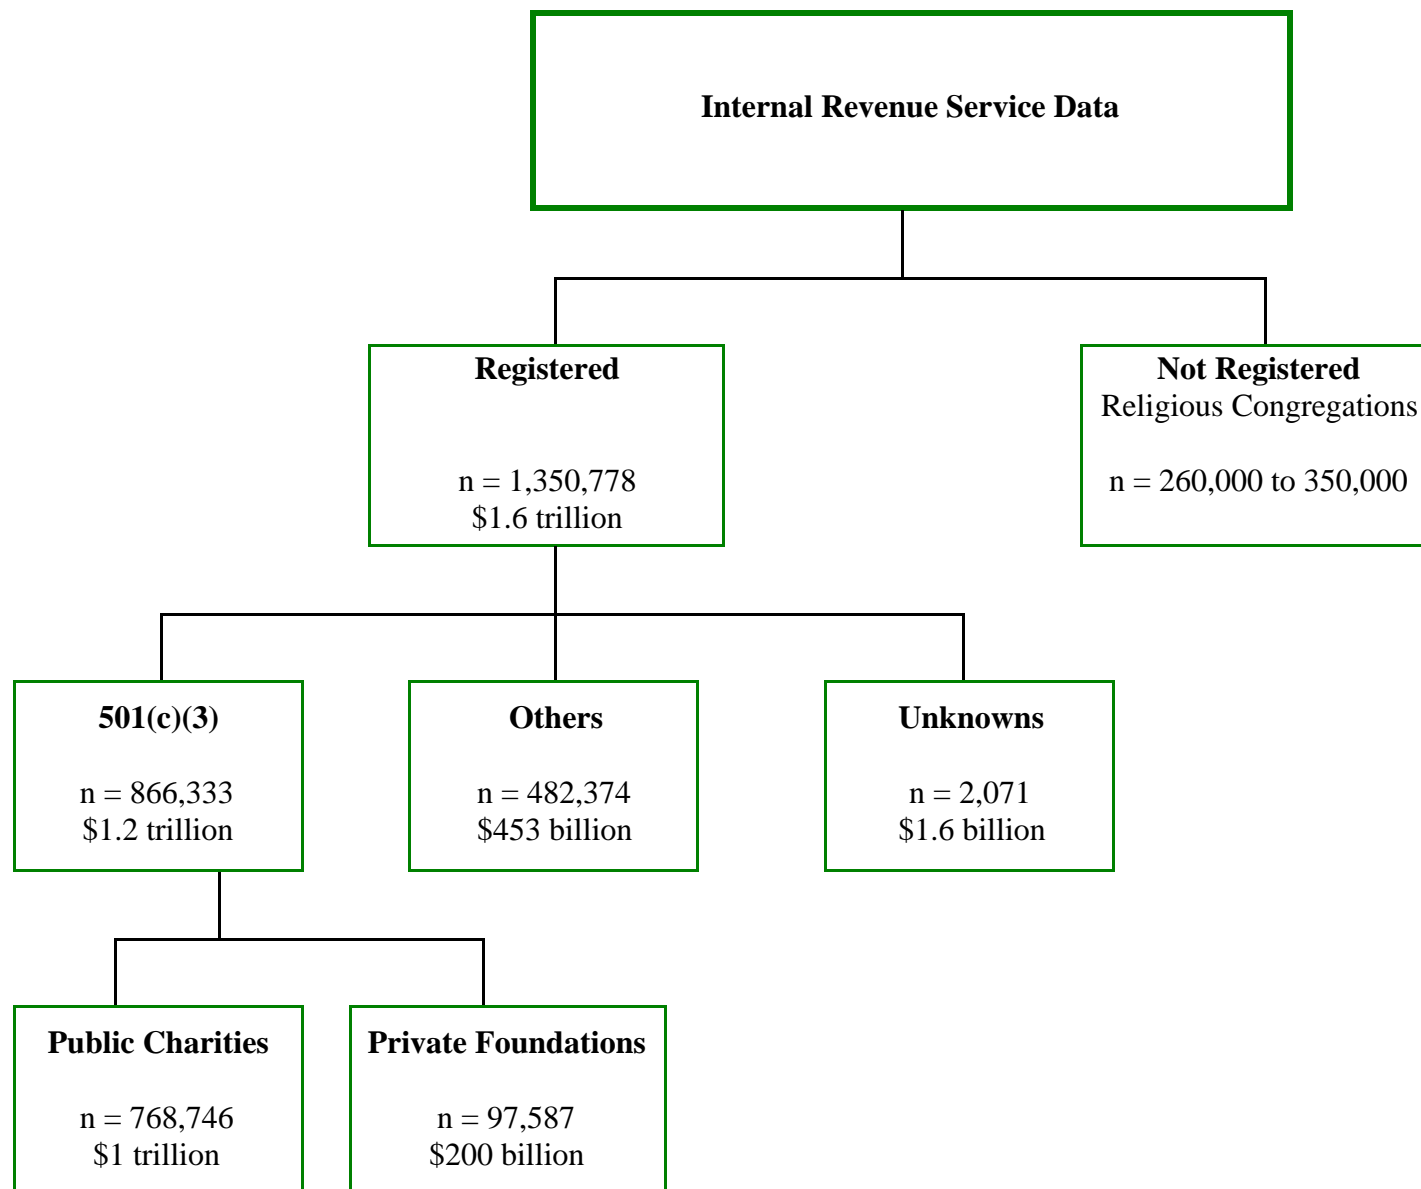 Internal Revenue Service Data
Registered
n = 1,350,778
$1.6 trillion
Not Registered
Religious Congregations
n = 260,000 to 350,000
501(c)(3)
n = 866,333
$1.2 trillion
Others
n = 482,374
$453 billion
Unknowns
n = 2,071
$1.6 billion
Public Charities
n = 768,746
$1 trillion
Private Foundations
n = 97,587
$200 billion